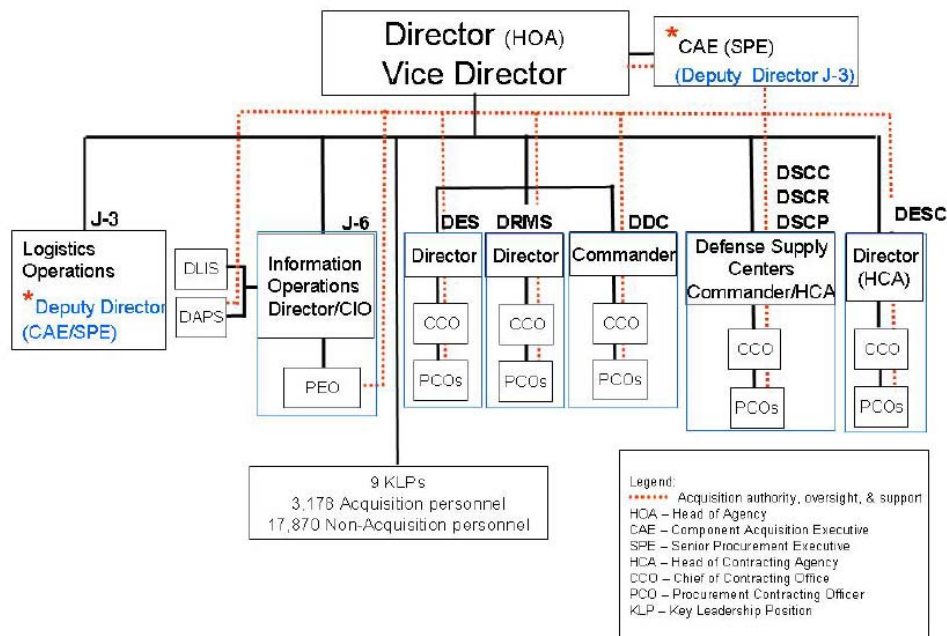 Director (HOA)
Vice Director
*
CAE (SPE)
(Deputy Director J-3)
J-3
Logistics
Operations
*Deputy Director
(CAE/SPE)
DLIS
DAPS
J-6
Information
Operations
Director/CIO
PEO
DES
Director
CCO
PCOs
DRMS
Director
CCO
PCOs
DDC
Commander
CCO
PCOs
DSCC
DSCR
DSCP
Defense Supply
Centers
Commander/HCA
CCO
PCOs
DESC
Director
(HCA)
CCO
PCOs
9 KLPs
3,178 Acquisition personnel
17,870 Non-Acquisition personnel
Legend:
Acquisition authority, oversight, & support
HOA – Head of Agency
CAE – Component Acquisition Executive
SPE – Senior Procurement Executive
HCA – Head of Contracting Agency
CCO – Chief of Contracting Office
PCO – Procurement Contracting Officer
KLP – Key Leadership Position